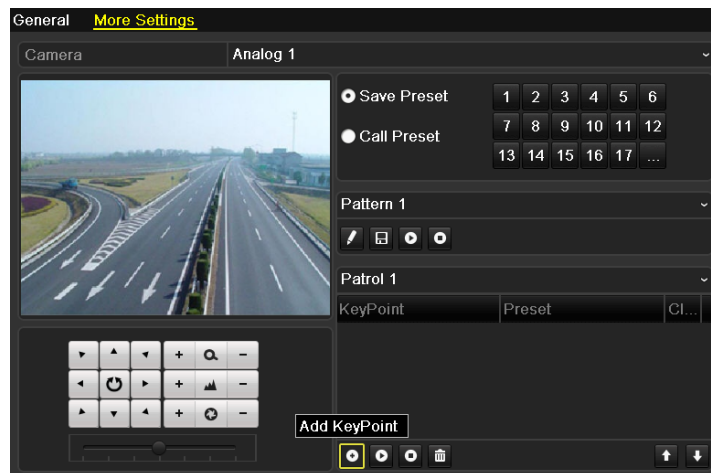 General More Settings
Camera Analog 1
Save Preset
1 2 3 4 5 6
Call Preset
7 8 9 10 11 12
13 14 15 16 17 ...
Pattern 1
Patrol 1
KeyPoint Preset Cl...
Add KeyPoint